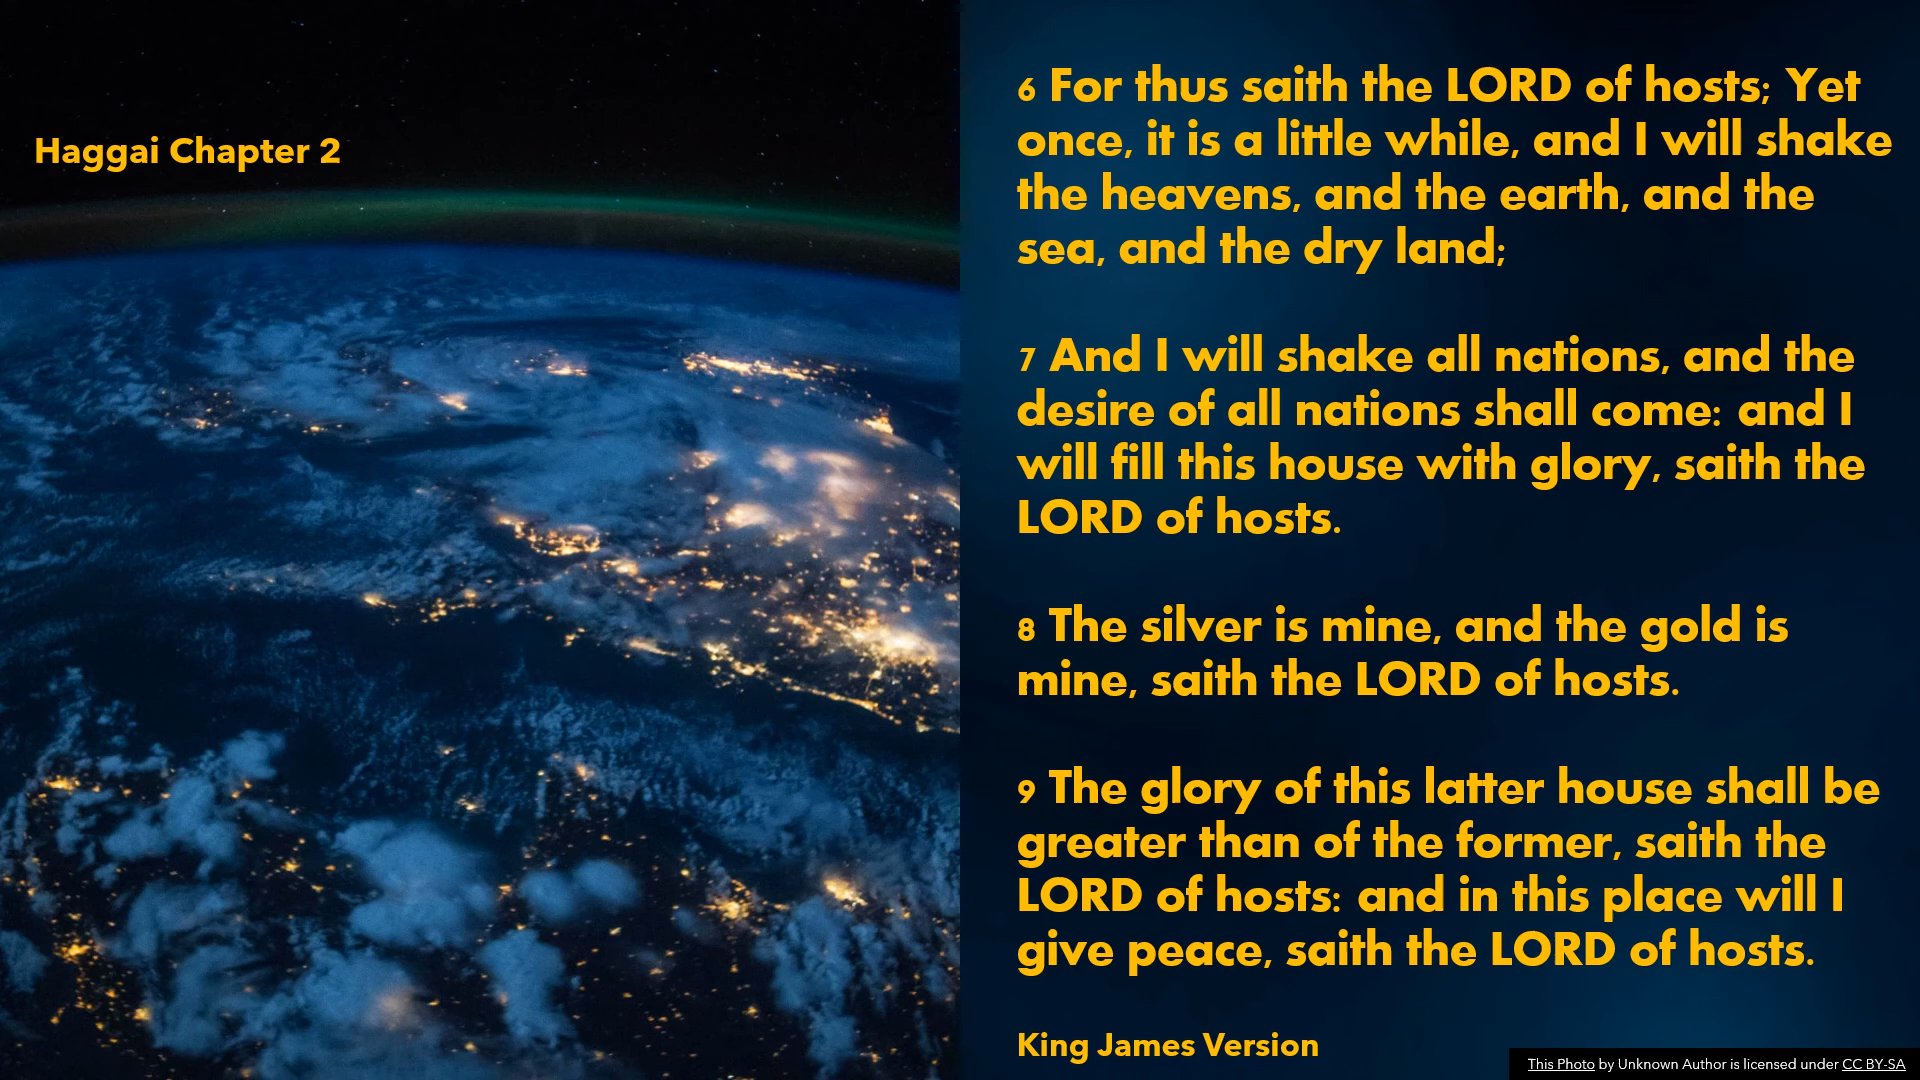 Haggai Chapter 2
6 For thus saith the LORD of hosts; Yet
once, it is a little while, and I will shake
the heavens, and the earth, and the
sea, and the dry land;
7 And I will shake all nations, and the
desire of all nations shall come: and I
will fill this house with glory, saith the
LORD of hosts.
8 The silver is mine, and the gold is
mine, saith the LORD of hosts.
9 The glory of this latter house shall be
greater than of the former, saith the
LORD of hosts: and in this place will I
give peace, saith the LORD of hosts.
King James Version
This Photo by Unknown Author is licensed under CC BY-SA